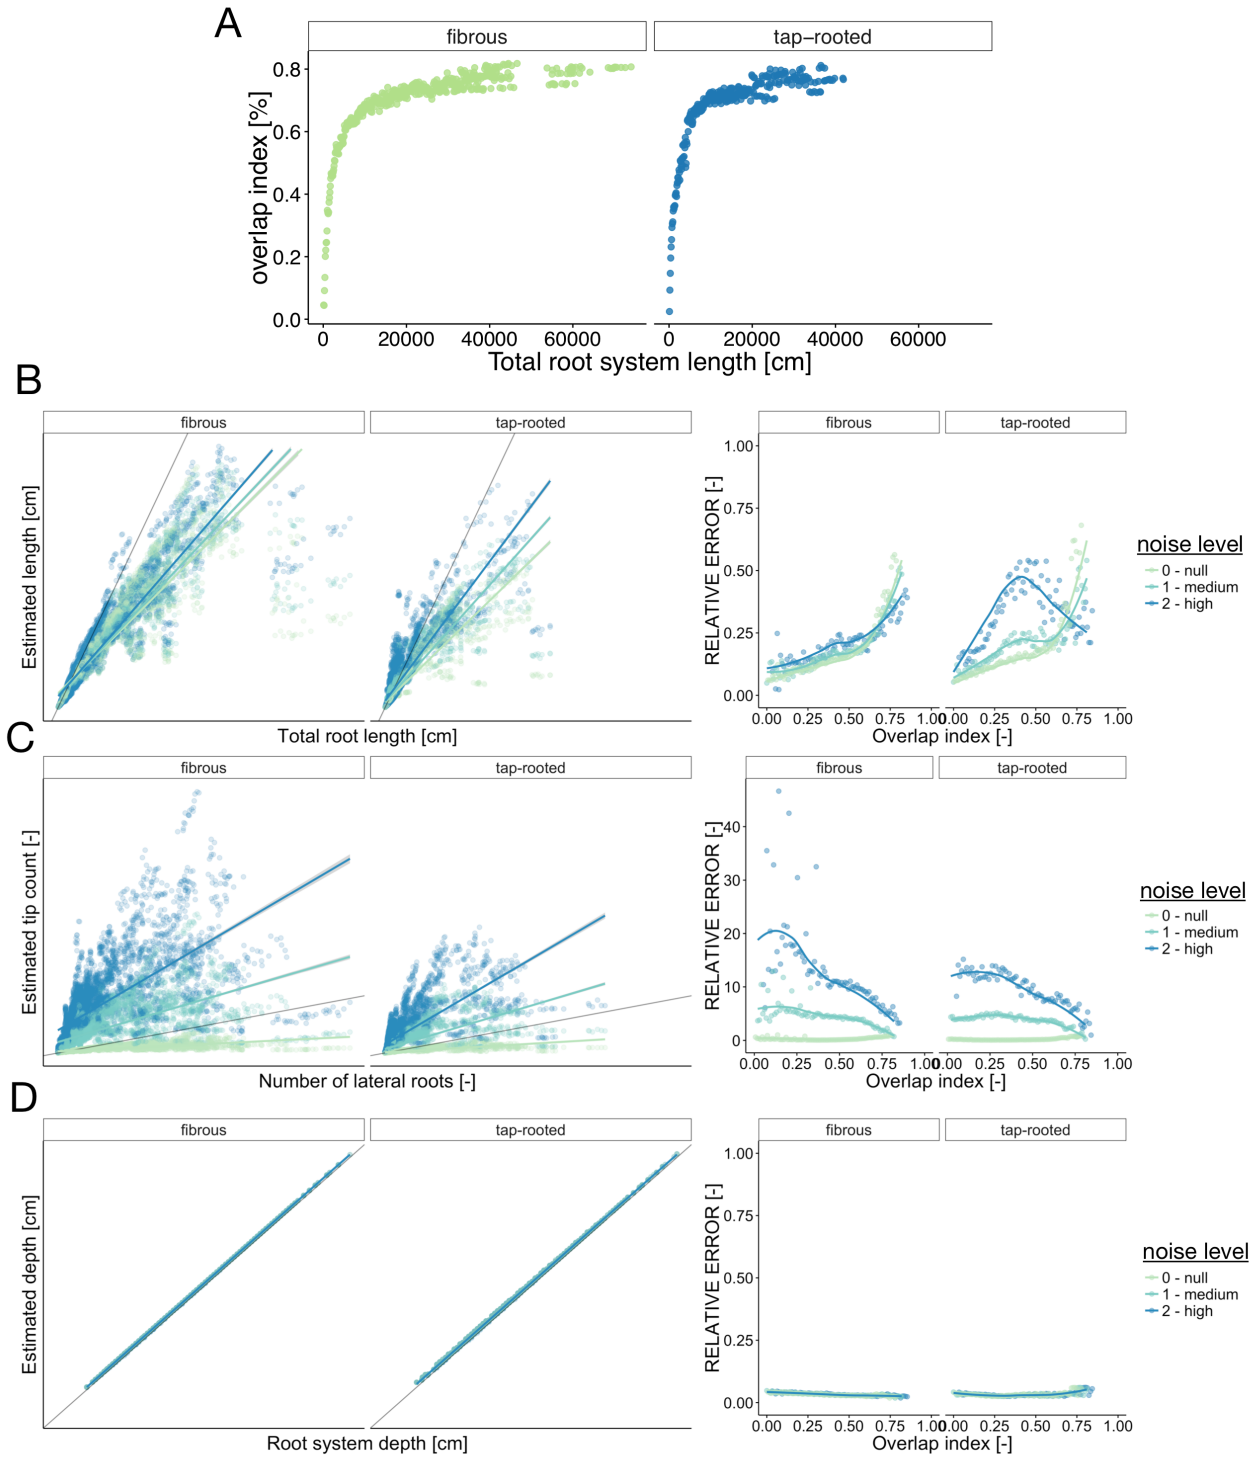 A
fibrous
tap–rooted
overlap index [%]
0.8
0.6
0.4
0.2
0.0
0 20000 40000 60000 0 20000 40000 60000
Total root system length [cm]
B
fibrous
tap-rooted
Estimated length [cm]
Total root length [cm]
fibrous
tap-rooted
RELATIVE ERROR [-]
1.00
0.75
0.50
0.25
0.00
0.00 0.25 0.50 0.75 1.00 0.00 0.25 0.50 0.75 1.00
Overlap index [-]
noise level
0 - null
1 - medium
2 - high
C
fibrous
tap-rooted
Estimated tip count [-]
Number of lateral roots [-]
fibrous
tap-rooted
RELATIVE ERROR [-]
40
30
20
10
0
0.00 0.25 0.50 0.75 1.00 0.00 0.25 0.50 0.75 1.00
Overlap index [-]
noise level
0 - null
1 - medium
2 - high
D
fibrous
tap-rooted
Estimated depth [cm]
Root system depth [cm]
fibrous
tap-rooted
RELATIVE ERROR [-]
1.00
0.75
0.50
0.25
0.00
0.00 0.25 0.50 0.75 1.00 0.00 0.25 0.50 0.75 1.00
Overlap index [-]
noise level
0 - null
1 - medium
2 - high